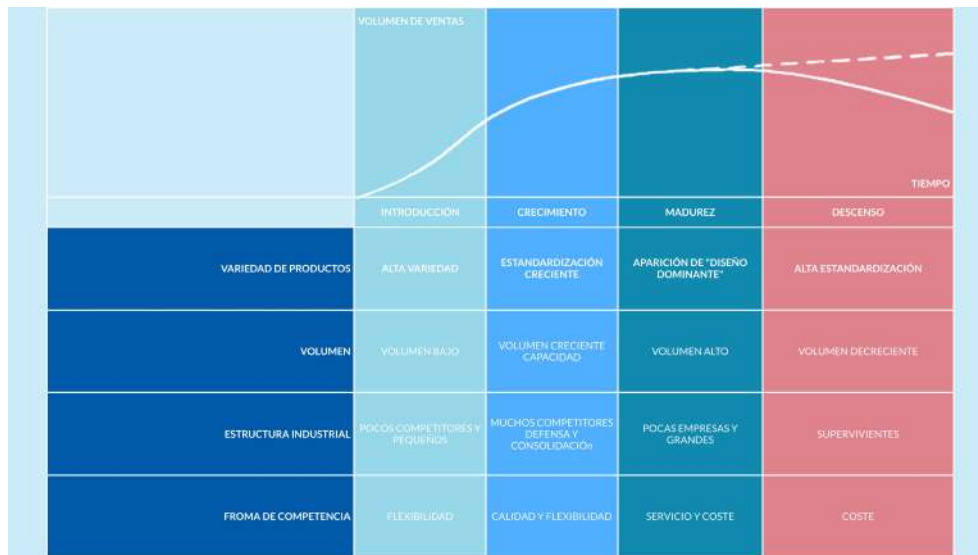 VOLUMEN DE VENTAS
TIEMPO
INTRODUCCIÓN
CRECIMIENTO
MADUREZ
DESCENSO
VARIEDAD DE PRODUCTOS
ALTA VARIEDAD
ESTANDARDIZACIÓN
CRECIENTE
APARICIÓN DE "DISEÑO
DOMINANTE"
ALTA ESTANDARDIZACIÓN
VOLUMEN
VOLUMEN BAJO
VOLUMEN CRECIENTE
CAPACIDAD
VOLUMEN ALTO
VOLUMEN DECRECIENTE
ESTRUCTURA INDUSTRIAL
POCOS COMPETITORES Y
PEQUEÑOS
MUCHOS COMPETITORES
DEFENSA Y
CONSOLIDACIÓn
POCAS EMPRESAS Y
GRANDES
SUPERVIVIENTES
FROMA DE COMPETENCIA
FLEXIBILIDAD
CALIDAD Y FLEXIBILIDAD
SERVICIO Y COSTE
COSTE